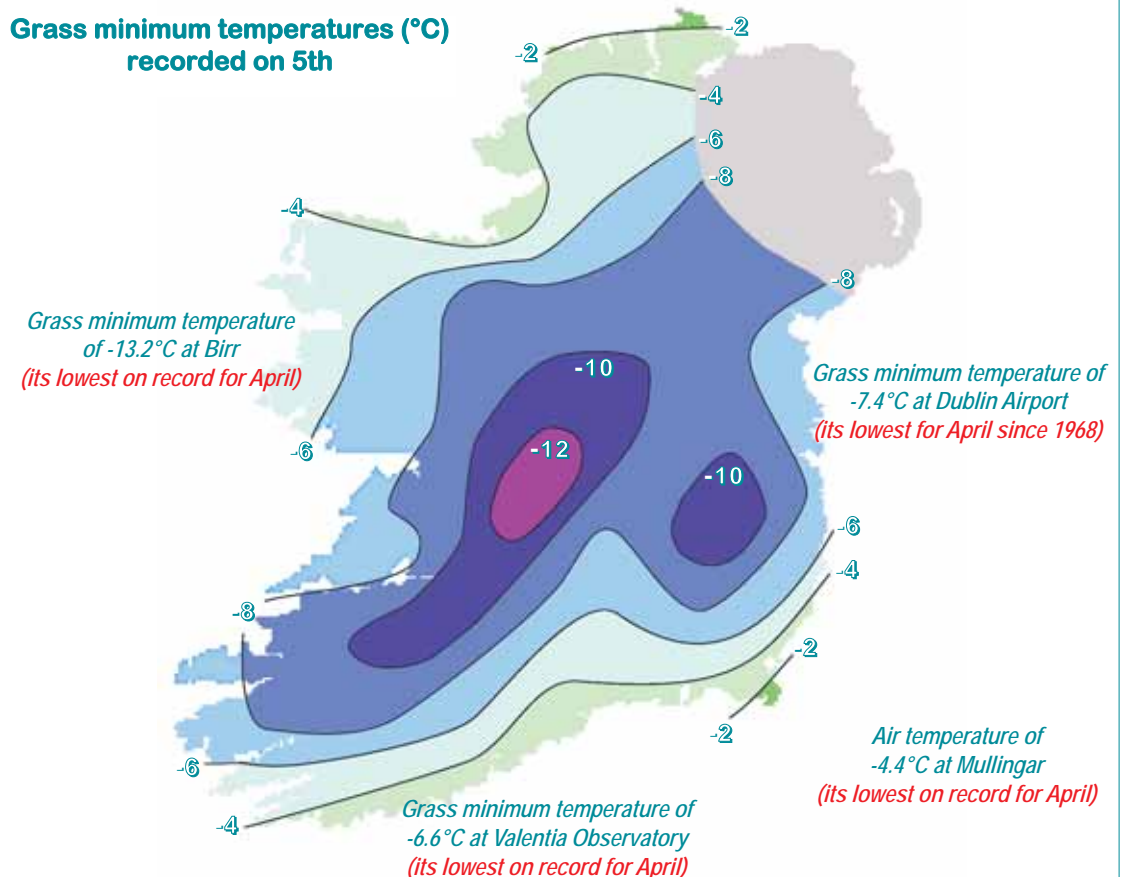 Grass minimum temperatures (°C)
recorded on 5th
-2
-2
-4
-6
-8
-4
-8
Grass minimum temperature
of -13.2°C at Birr
(its lowest on record for April)
-10
Grass minimum temperature of
-7.4°C at Dublin Airport
(its lowest for April since 1968)
-6
-12
-10
-6
-4
-8
-2
-2
-6
Air temperature of
-4.4°C at Mullingar
(its lowest on record for April)
-4
Grass minimum temperature of
-6.6°C at Valentia Observatory
(its lowest on record for April)